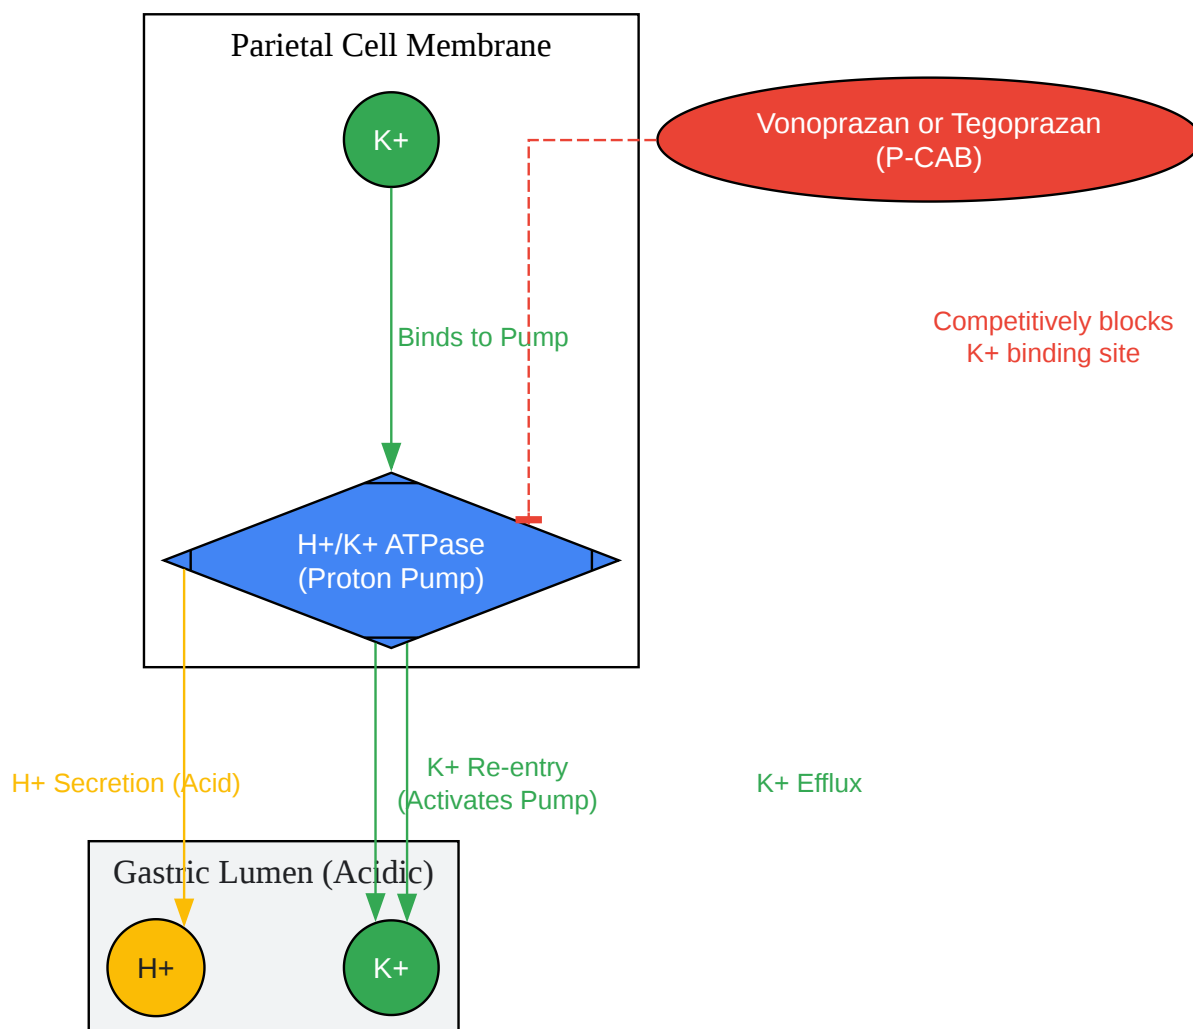 Parietal Cell Membrane
K+
Vonoprazan or Tegoprazan
(P-CAB)
Binds to Pump
Competitively blocks
K+ binding site
H+/K+ ATPase
(Proton Pump)
H+ Secretion (Acid)
K+ Re-entry
(Activates Pump)
K+ Efflux
Gastric Lumen (Acidic)
H+
K+